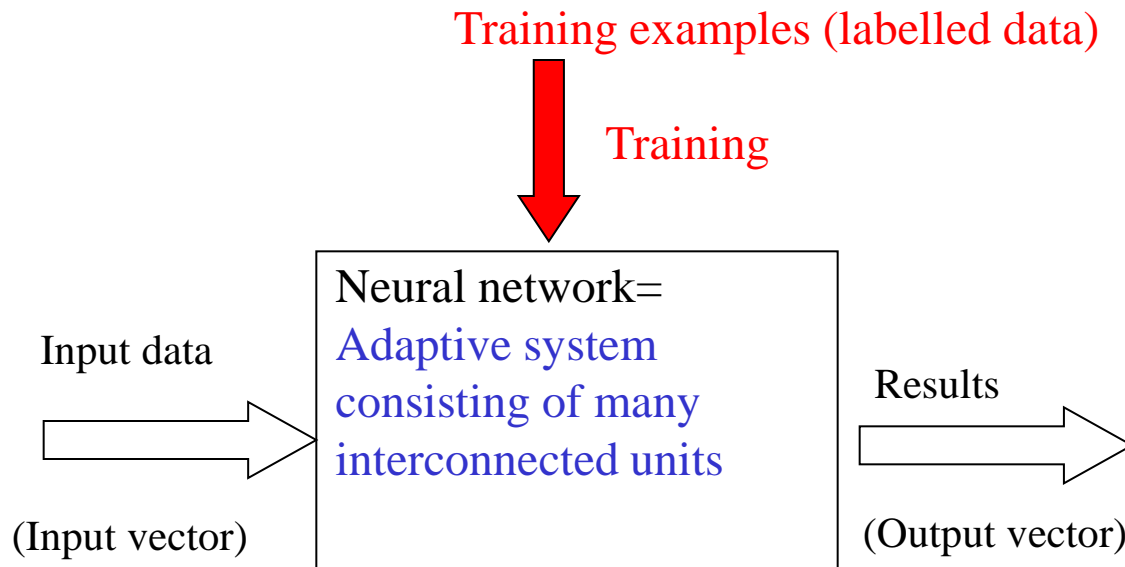 Training examples (labelled data)
Training
Neural network=
Adaptive system
consisting of many
interconnected units
Input data
(Input vector)
Results
(Output vector)